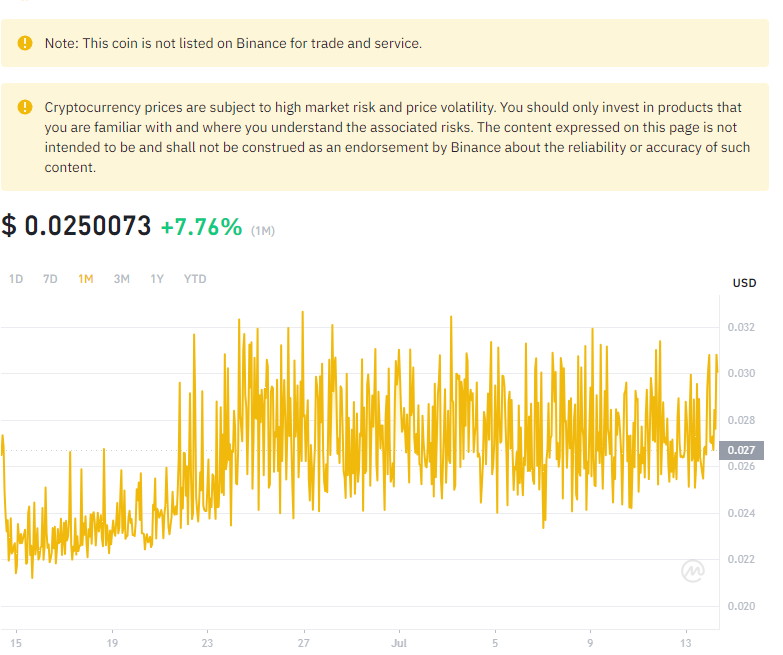 Note: This coin is not listed on Binance for trade and service.
Cryptocurrency prices are subject to high market risk and price volatility. You should only invest in products that
you are familiar with and where you understand the associated risks. The content expressed on this page is not
intended to be and shall not be construed as an endorsement by Binance about the reliability or accuracy of such
content.
$ 0.0250073 +7.76% (1M)
1D 7D 1M 3M 1Y YTD
USD
0.032
0.030
0.028
0.027
0.026
0.024
0.022
0.020
15 19 23 27 Jul 5 9 13